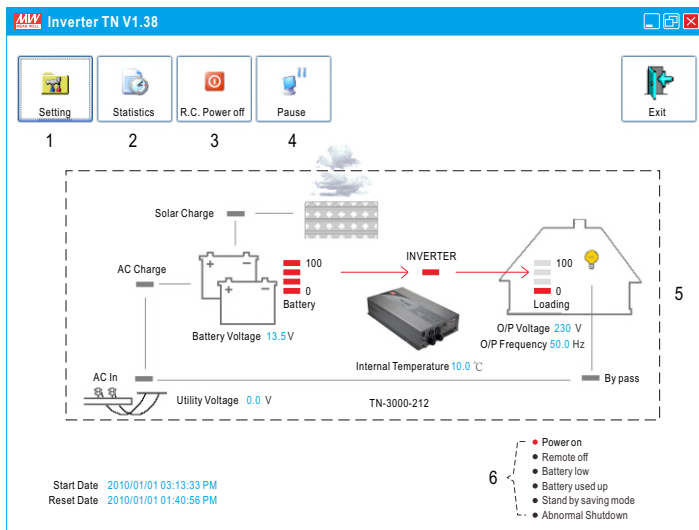 MW MEAN WELL Inverter TN V1.38
Setting Statistics R.C. Power off Pause Exit
1 2 3 4
Solar Charge
AC Charge
+ - + -
100
0
Battery
INVERTER
100
0
Loading
5
Battery Voltage 13.5 V
O/P Voltage 230 V
O/P Frequency 50.0 Hz
Internal Temperature 10.0 °C
AC In
By pass
Utility Voltage 0.0 V
TN-3000-212
6
Power on
Remote off
Battery low
Battery used up
Stand by saving mode
Abnormal Shutdown
Start Date 2010/01/01 03:13:33 PM
Reset Date 2010/01/01 01:40:56 PM